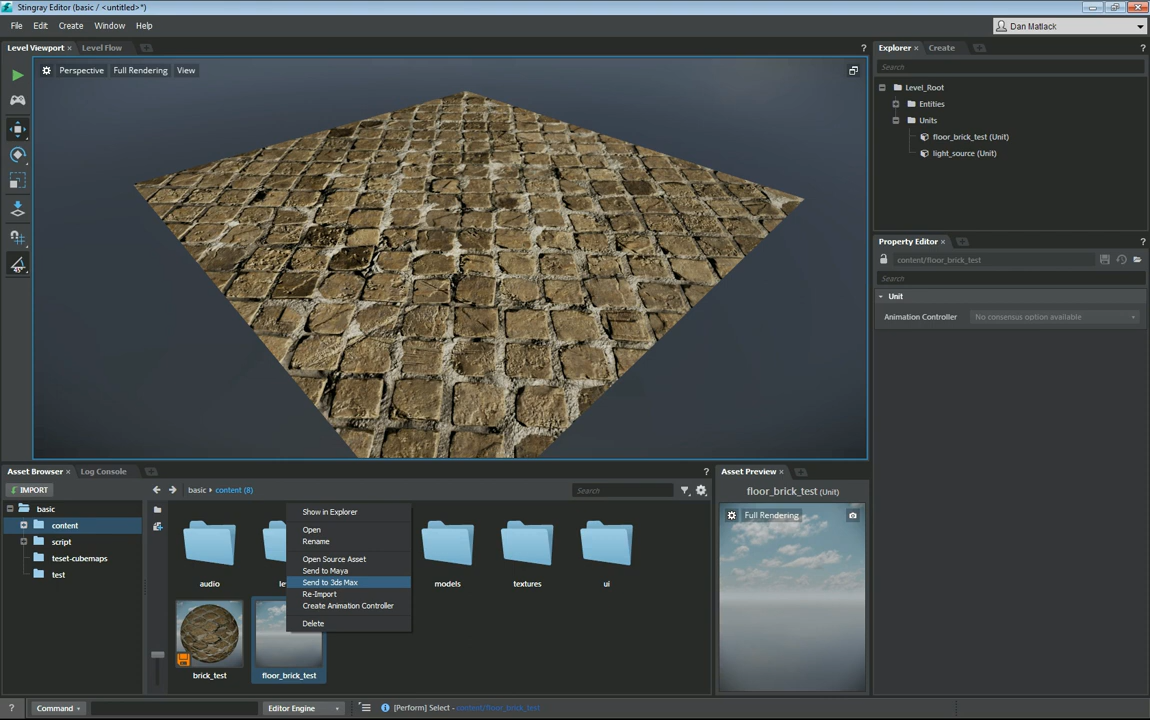 Stingray Editor (basic / <untitled>*)
File Edit Create Window Help
Dan Matlack
Level Viewport × Level Flow
?
Explorer × Create
?
Perspective Full Rendering View
Search
Level_Root
Entities
Units
floor_brick_test (Unit)
light_source (Unit)
Property Editor ×
?
content/floor_brick_test
Search
Unit
Animation Controller No consensus option available
Asset Browser × Log Console
?
Asset Preview ×
IMPORT
basic content (8)
Search
floor_brick_test (Unit)
Full Rendering
basic
content
script
teset-cubemaps
test
Show in Explorer
Open
Rename
Open Source Asset
Send to Maya
Send to 3ds Max
Re-Import
Create Animation Controller
Delete
audio
le
models
textures
ui
brick_test
floor_brick_test
?
Command
Editor Engine
[Perform] Select - content/floor_brick_test